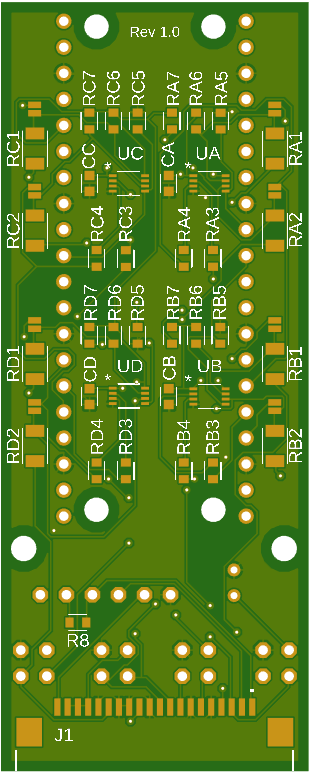 Rev 1.0
RC7 RC6 RC5 RA7 RA6 RA5
RC1 CC * UC CA * UA RA1
RC2 RC4 RC3 RA4 RA3 RA2
RD7 RD6 RD5 RB7 RB6 RB5
RD1 CD * UD CB * UB RB1
RD2 RD4 RD3 RB4 RB3 RB2
R8
J1